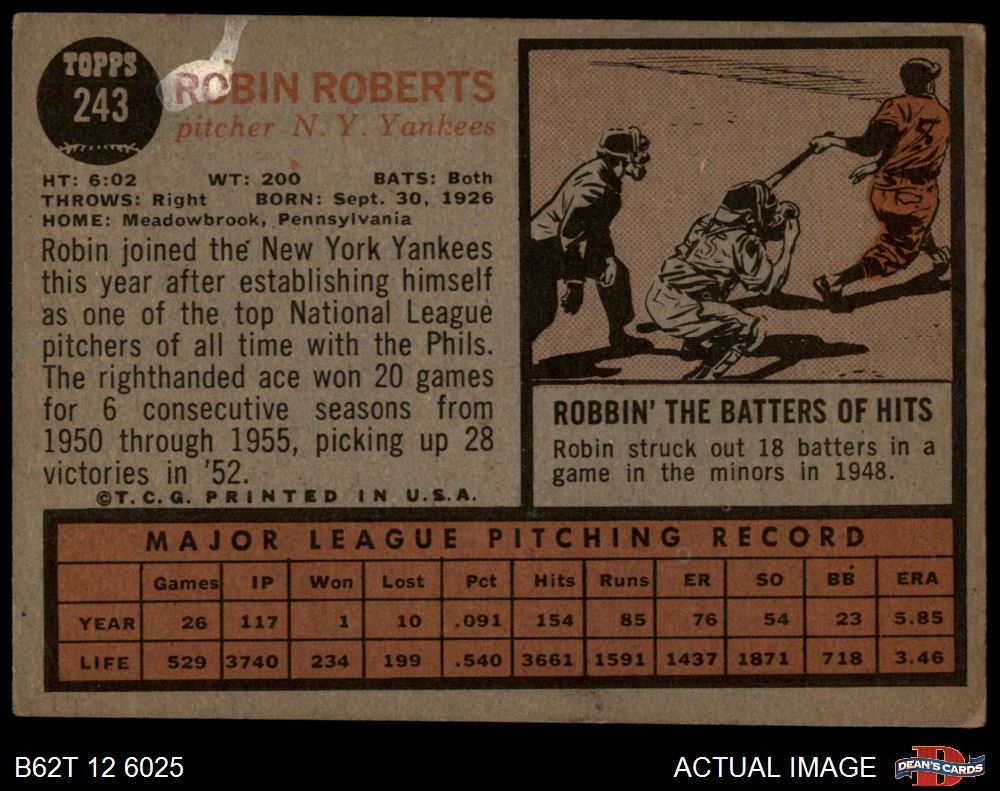 TOPPS
243
ROBIN ROBERTS
pitcher N. Y. Yankees
HT: 6:02 WT: 200 BATS: Both
THROWS: Right BORN: Sept. 30, 1926
HOME: Meadowbrook, Pennsylvania
Robin joined the New York Yankees
this year after establishing himself
as one of the top National League
pitchers of all time with the Phils.
The righthanded ace won 20 games
for 6 consecutive seasons from
1950 through 1955, picking up 28
victories in '52.
©T.C.G. PRINTED IN U.S.A.
ROBBIN' THE BATTERS OF HITS
Robin struck out 18 batters in a
game in the minors in 1948.
MAJOR LEAGUE PITCHING RECORD
Games IP Won Lost Pct Hits Runs ER SO BB ERA
YEAR 26 117 1 10 .091 154 85 76 54 23 5.85
LIFE 529 3740 234 199 .540 3661 1591 1437 1871 718 3.46
B62T 12 6025
ACTUAL IMAGE
DEAN'S CARDS